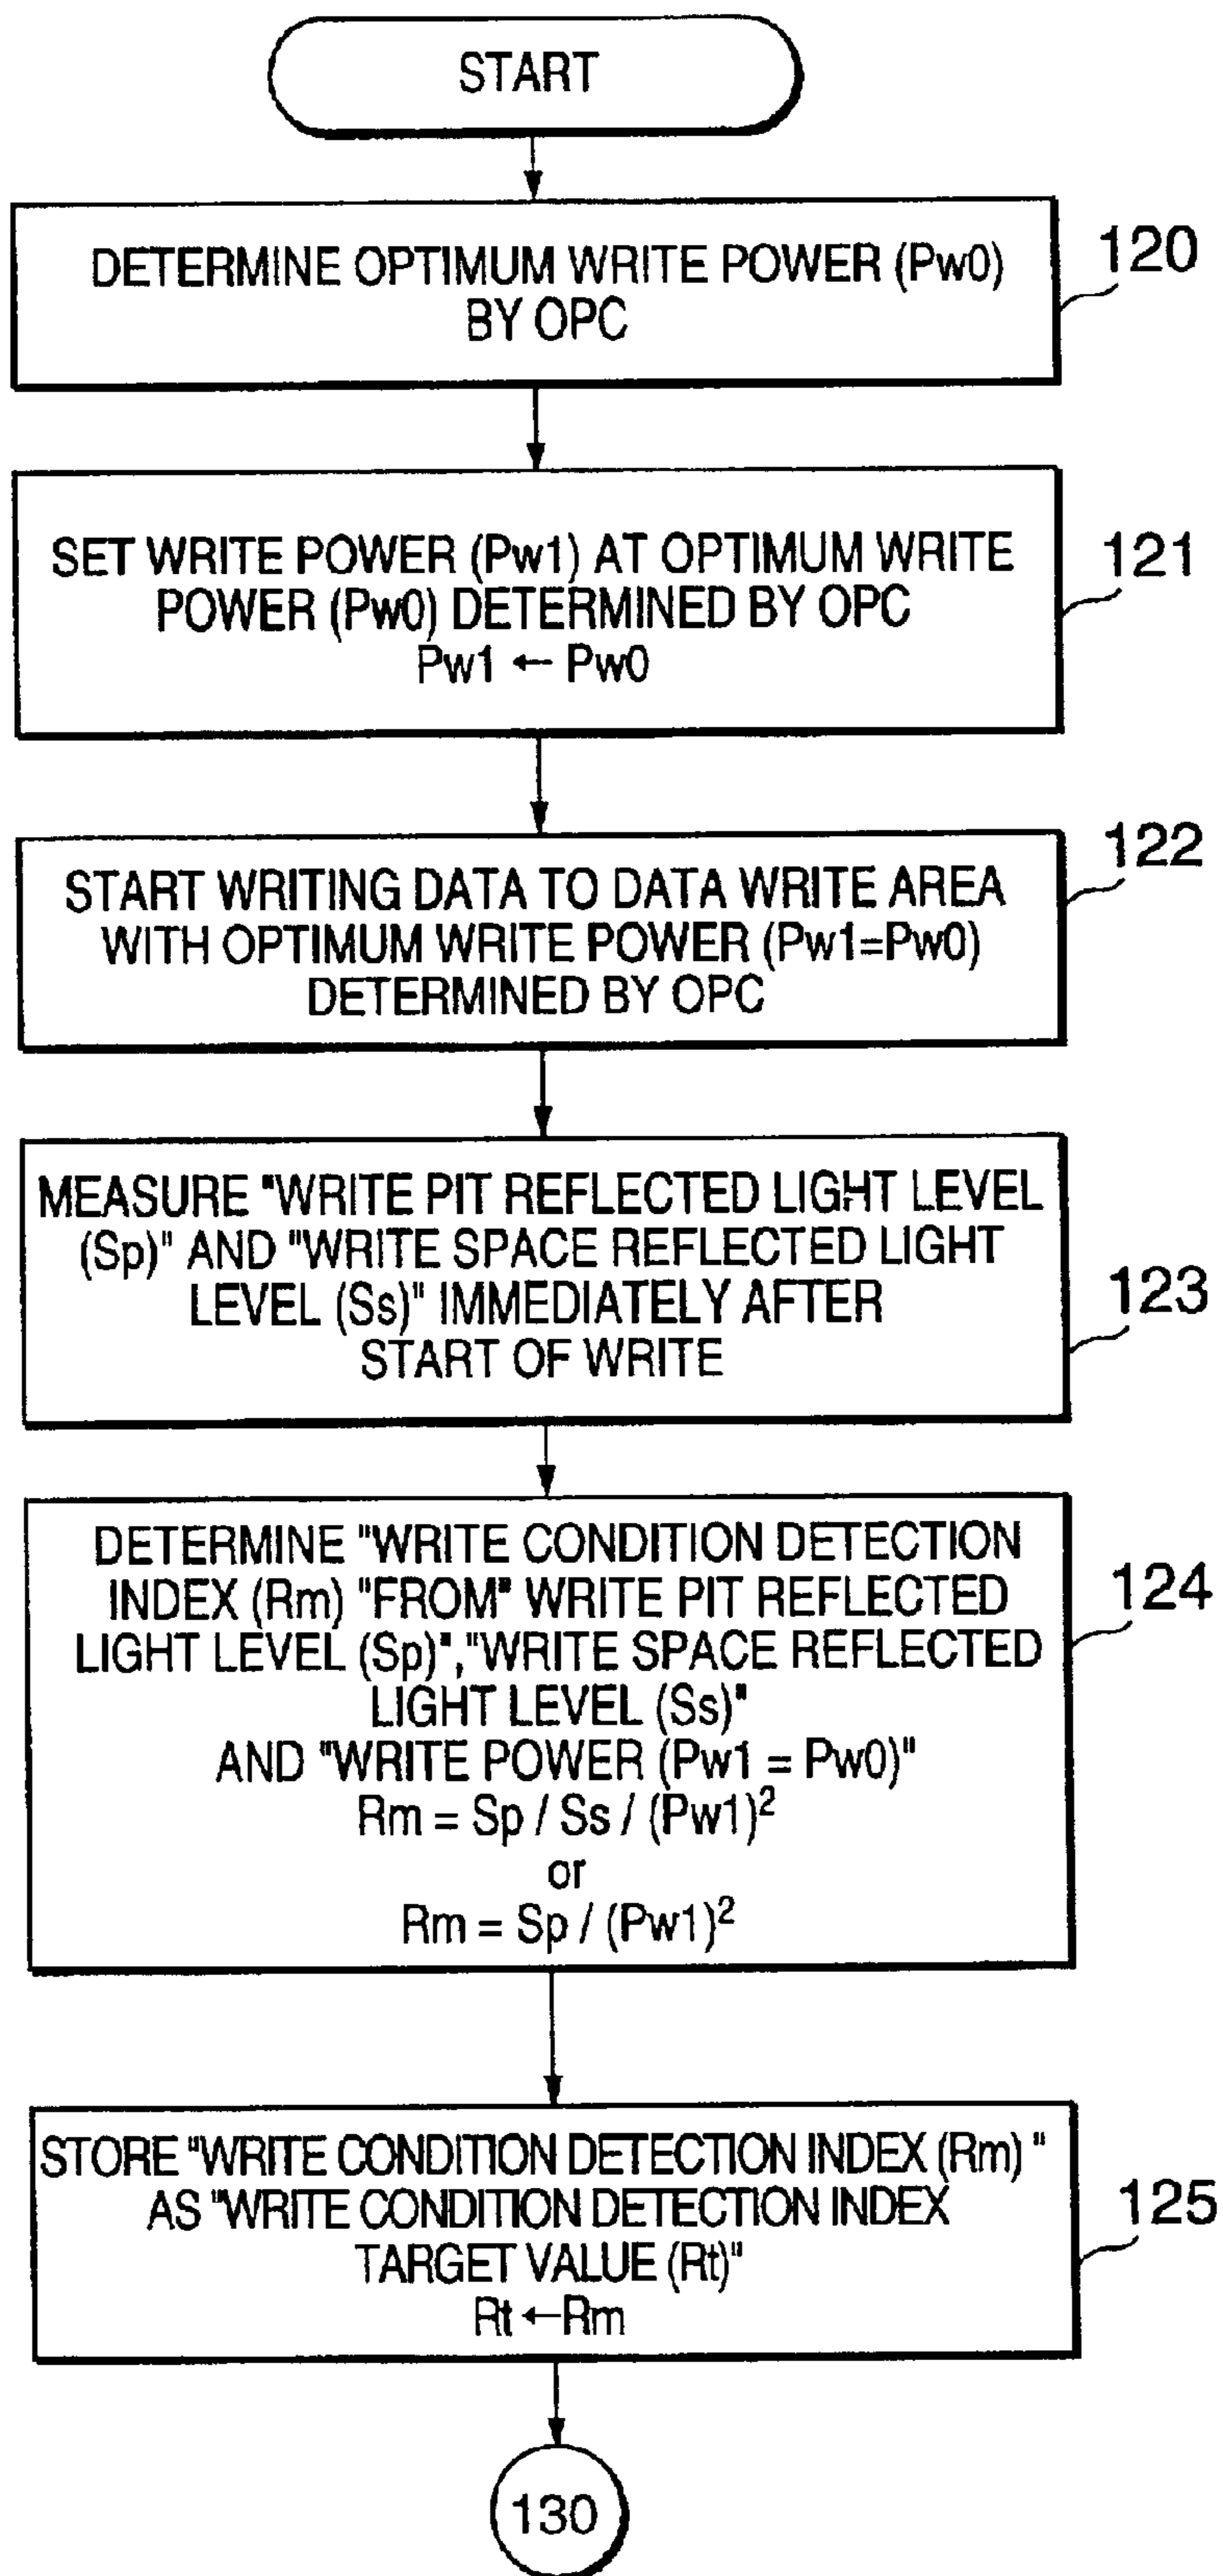 START
DETERMINE OPTIMUM WRITE POWER (Pw0)
BY OPC
120
SET WRITE POWER (Pw1) AT OPTIMUM WRITE
POWER (Pw0) DETERMINED BY OPC
Pw1 ← Pw0
121
START WRITING DATA TO DATA WRITE AREA
WITH OPTIMUM WRITE POWER (Pw1=Pw0)
DETERMINED BY OPC
122
MEASURE "WRITE PIT REFLECTED LIGHT LEVEL
(Sp)" AND "WRITE SPACE REFLECTED LIGHT
LEVEL (Ss)" IMMEDIATELY AFTER
START OF WRITE
123
DETERMINE "WRITE CONDITION DETECTION
INDEX (Rm) "FROM" WRITE PIT REFLECTED
LIGHT LEVEL (Sp)","WRITE SPACE REFLECTED
LIGHT LEVEL (Ss)"
AND "WRITE POWER (Pw1 = Pw0)"
Rm = Sp / Ss / (Pw1)²
or
Rm = Sp / (Pw1)²
124
STORE "WRITE CONDITION DETECTION INDEX (Rm) "
AS "WRITE CONDITION DETECTION INDEX
TARGET VALUE (Rt)"
Rt ←Rm
125
130